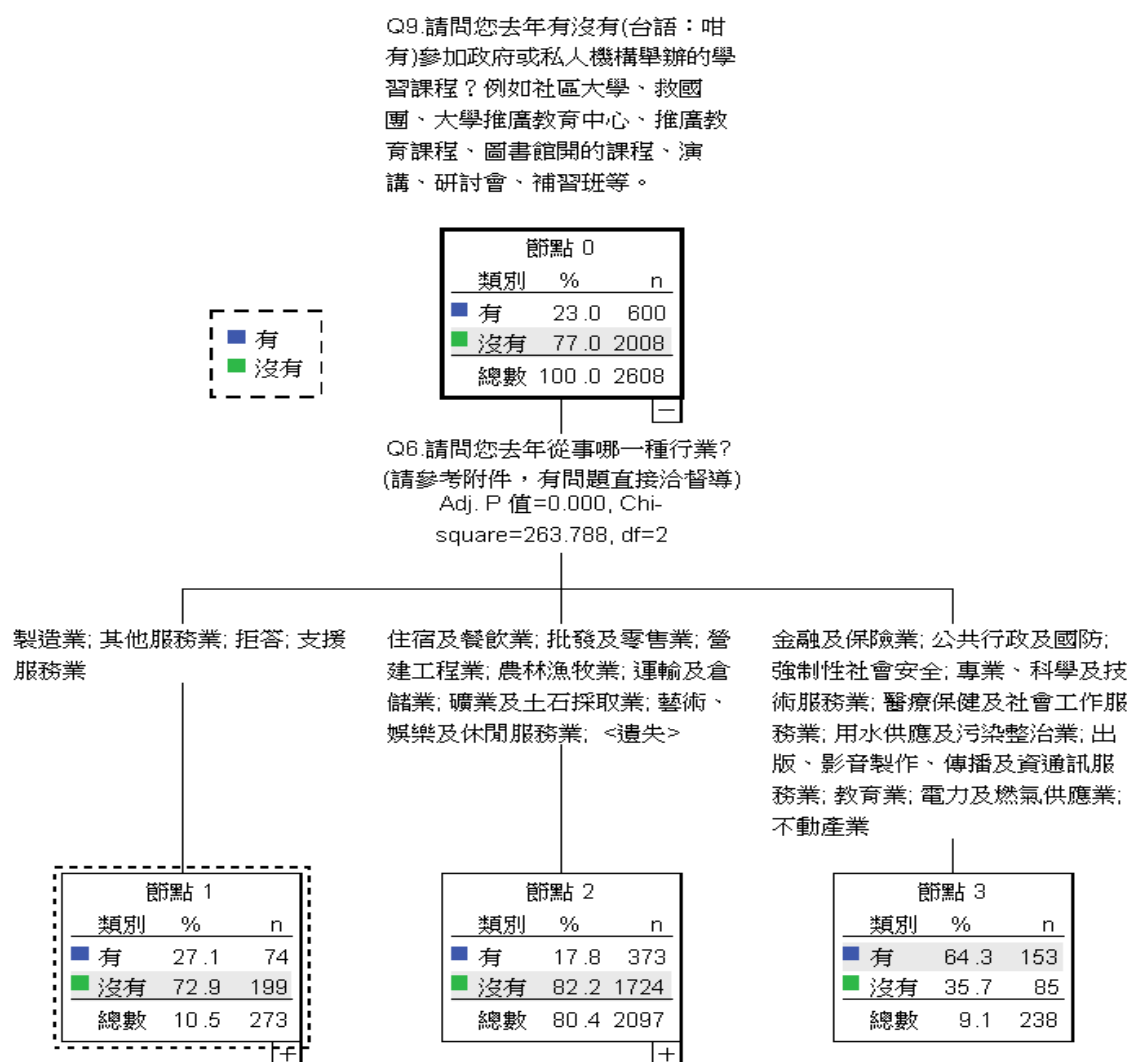 Q9.請問您去年有沒有(台語：咁
有)參加政府或私人機構舉辦的學
習課程？例如社區大學、救國
團、大學推廣教育中心、推廣教
育課程、圖書館開的課程、演
講、研討會、補習班等。
節點 0
類別 % n
有 23.0 600
沒有 77.0 2008
總數 100.0 2608
有
沒有
Q6.請問您去年從事哪一種行業?
(請參考附件，有問題直接洽督導)
Adj. P 值=0.000, Chi-
square=263.788, df=2
製造業; 其他服務業; 拒答; 支援
服務業
住宿及餐飲業; 批發及零售業; 營
建工程業; 農林漁牧業; 運輸及倉
儲業; 礦業及土石採取業; 藝術、
娛樂及休閒服務業; <遺失>
金融及保險業; 公共行政及國防;
強制性社會安全; 專業、科學及技
術服務業; 醫療保健及社會工作服
務業; 用水供應及污染整治業; 出
版、影音製作、傳播及資通訊服
務業; 教育業; 電力及燃氣供應業;
不動產業
節點 1
類別 % n
有 27.1 74
沒有 72.9 199
總數 10.5 273
節點 2
類別 % n
有 17.8 373
沒有 82.2 1724
總數 80.4 2097
節點 3
類別 % n
有 64.3 153
沒有 35.7 85
總數 9.1 238